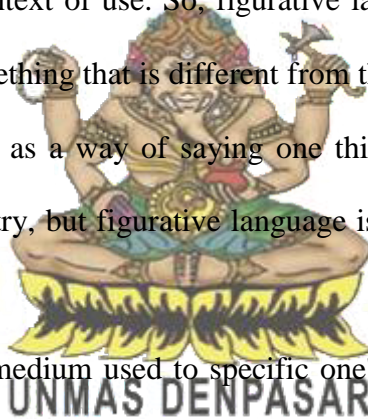 ntext of use. So, figurative la
ething that is different from th
as a way of saying one thi
try, but figurative language is
medium used to specific one
UNMAS DENPASAR